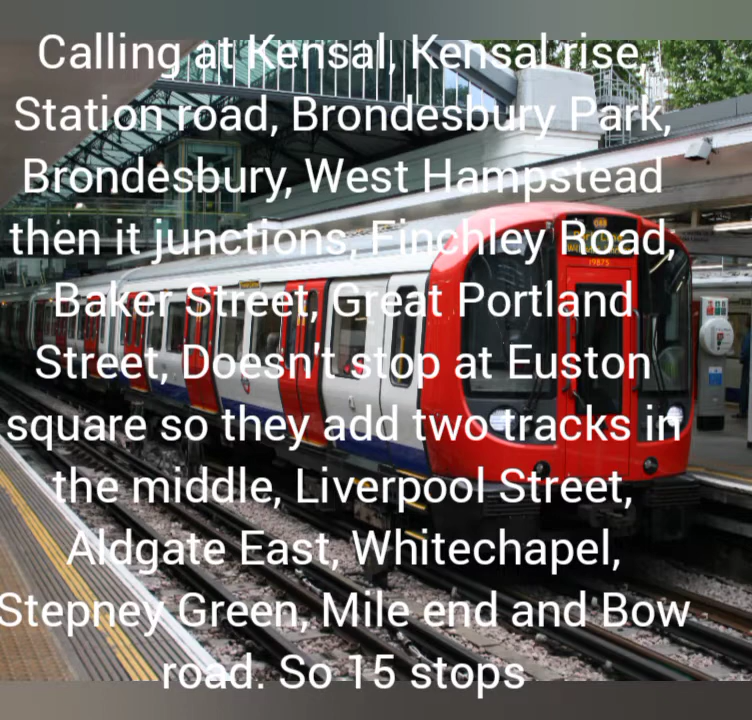 Calling at Kensal, Kensal rise,
Station road, Brondesbury Park,
Brondesbury, West Hampstead
then it junctions, Finchley Road,
Baker Street, Great Portland
Street, Doesn't stop at Euston
square so they add two tracks in
the middle, Liverpool Street,
Aldgate East, Whitechapel,
Stepney Green, Mile end and Bow
road. So 15 stops